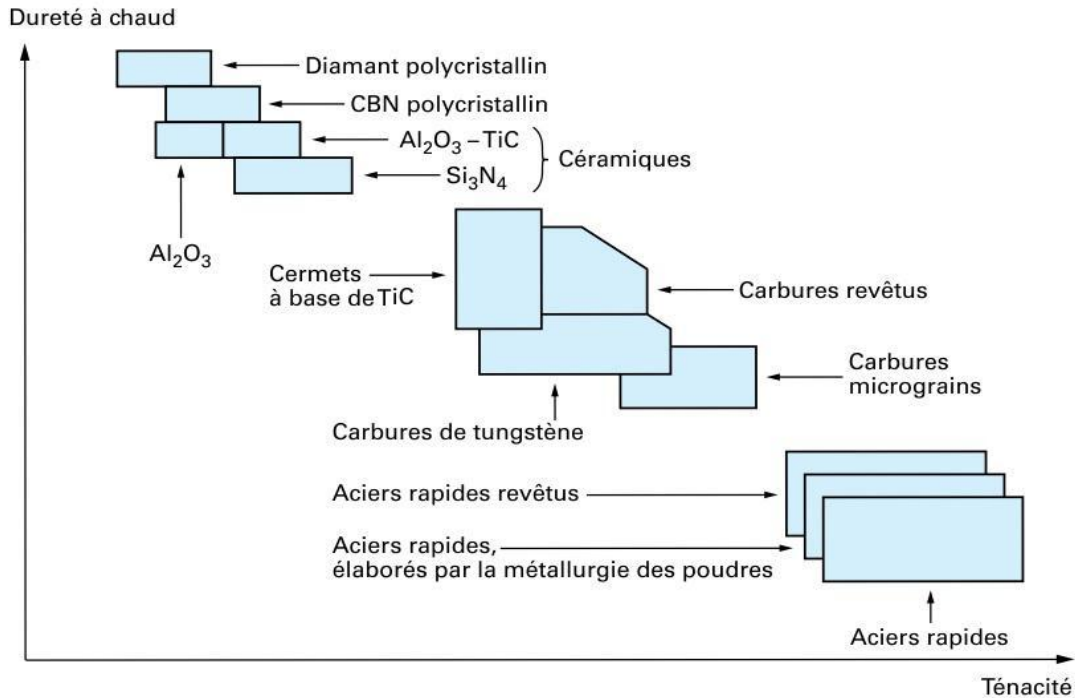 Dureté à chaud
Diamant polycristallin
CBN polycristallin
Al₂O₃ – TiC
Céramiques
Si₃N₄
Al₂O₃
Cermets
à base de TiC
Carbures revêtus
Carbures
micrograins
Carbures de tungstène
Aciers rapides revêtus
Aciers rapides,
élaborés par la métallurgie des poudres
Aciers rapides
Ténacité